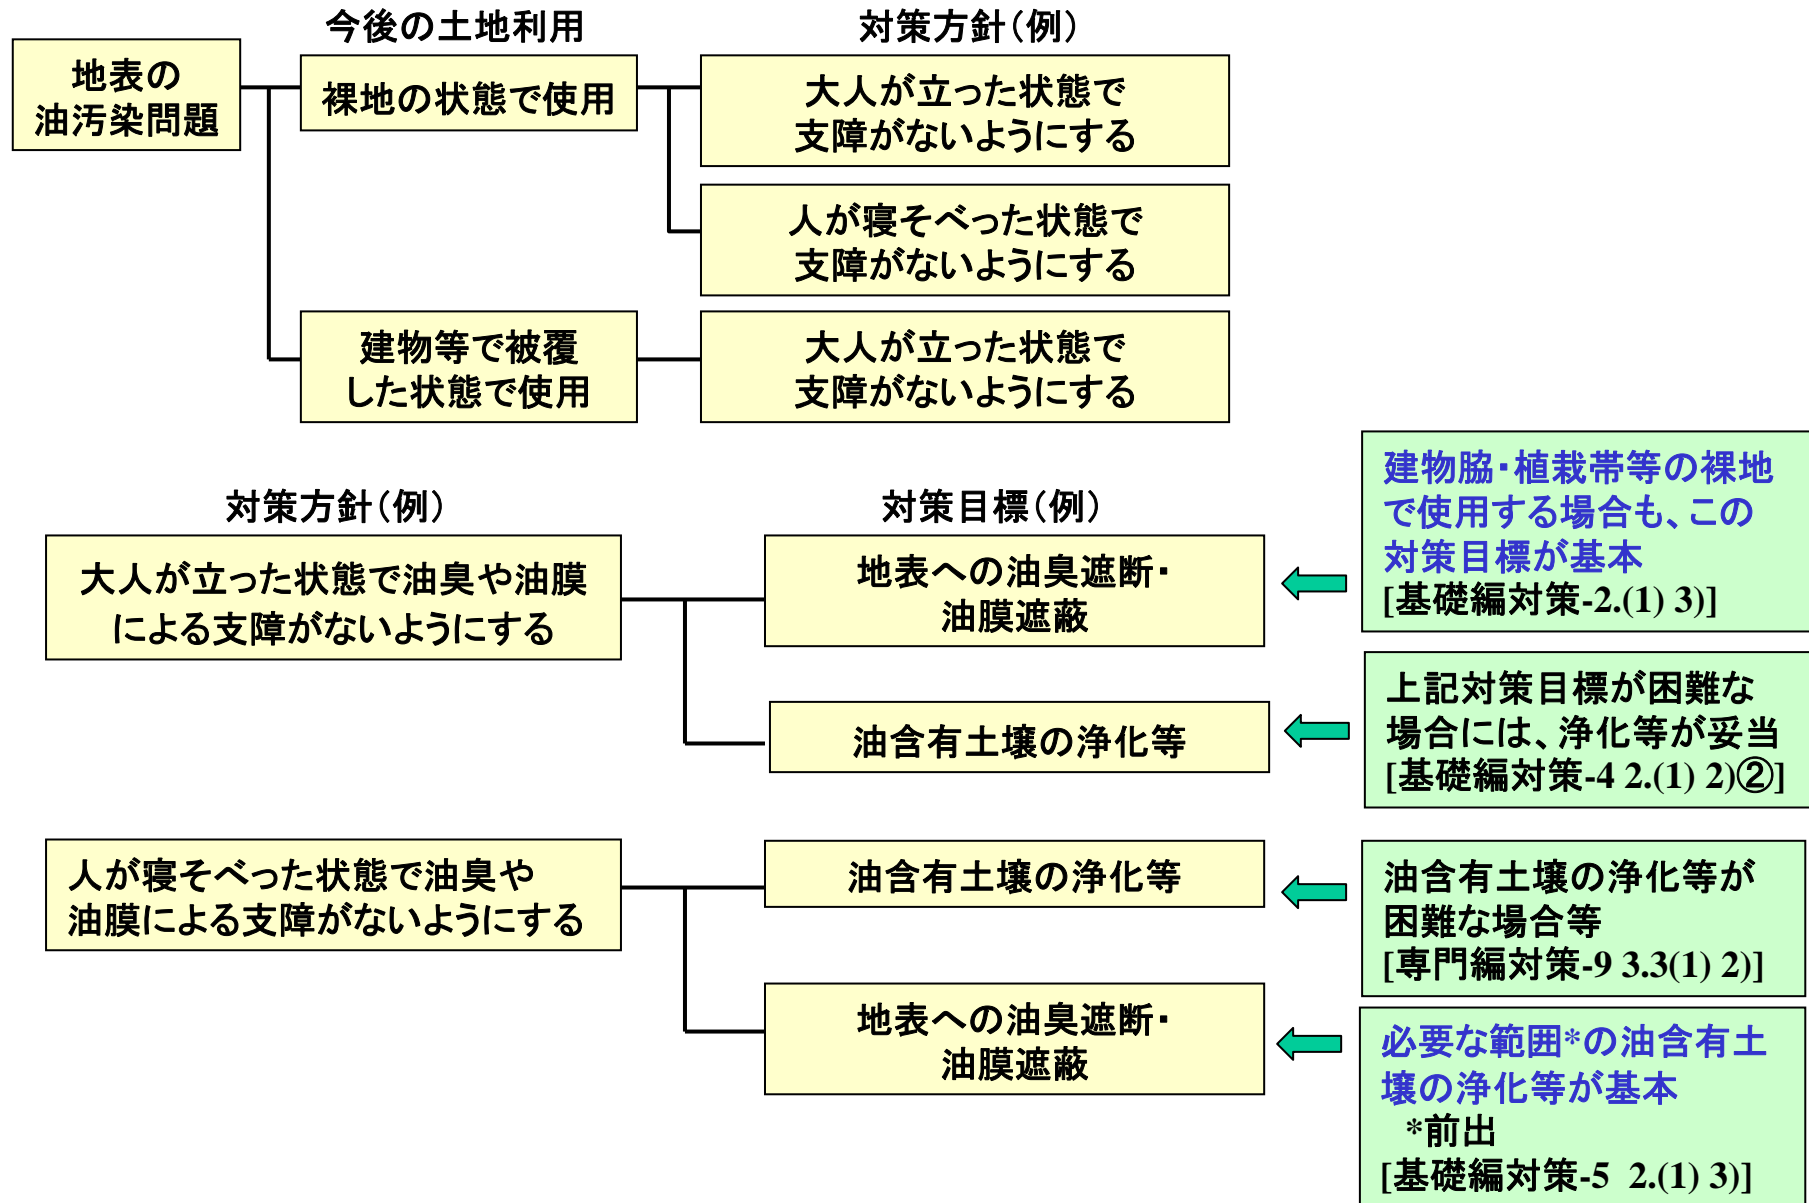 今後の土地利用
対策方針(例)
地表の
油汚染問題
裸地の状態で使用
大人が立った状態で
支障がないようにする
人が寝そべった状態で
支障がないようにする
建物等で被覆
した状態で使用
大人が立った状態で
支障がないようにする
対策方針(例)
対策目標(例)
大人が立った状態で油臭や油膜
による支障がないようにする
地表への油臭遮断・
油膜遮蔽
建物脇・植栽帯等の裸地
で使用する場合も、この
対策目標が基本
[基礎編対策-2.(1) 3)]
油含有土壌の浄化等
上記対策目標が困難な
場合には、浄化等が妥当
[基礎編対策-4 2.(1) 2)②]
人が寝そべった状態で油臭や
油膜による支障がないようにする
油含有土壌の浄化等
油含有土壌の浄化等が
困難な場合等
[専門編対策-9 3.3(1) 2)]
地表への油臭遮断・
油膜遮蔽
必要な範囲*の油含有土
壌の浄化等が基本
*前出
[基礎編対策-5 2.(1) 3)]